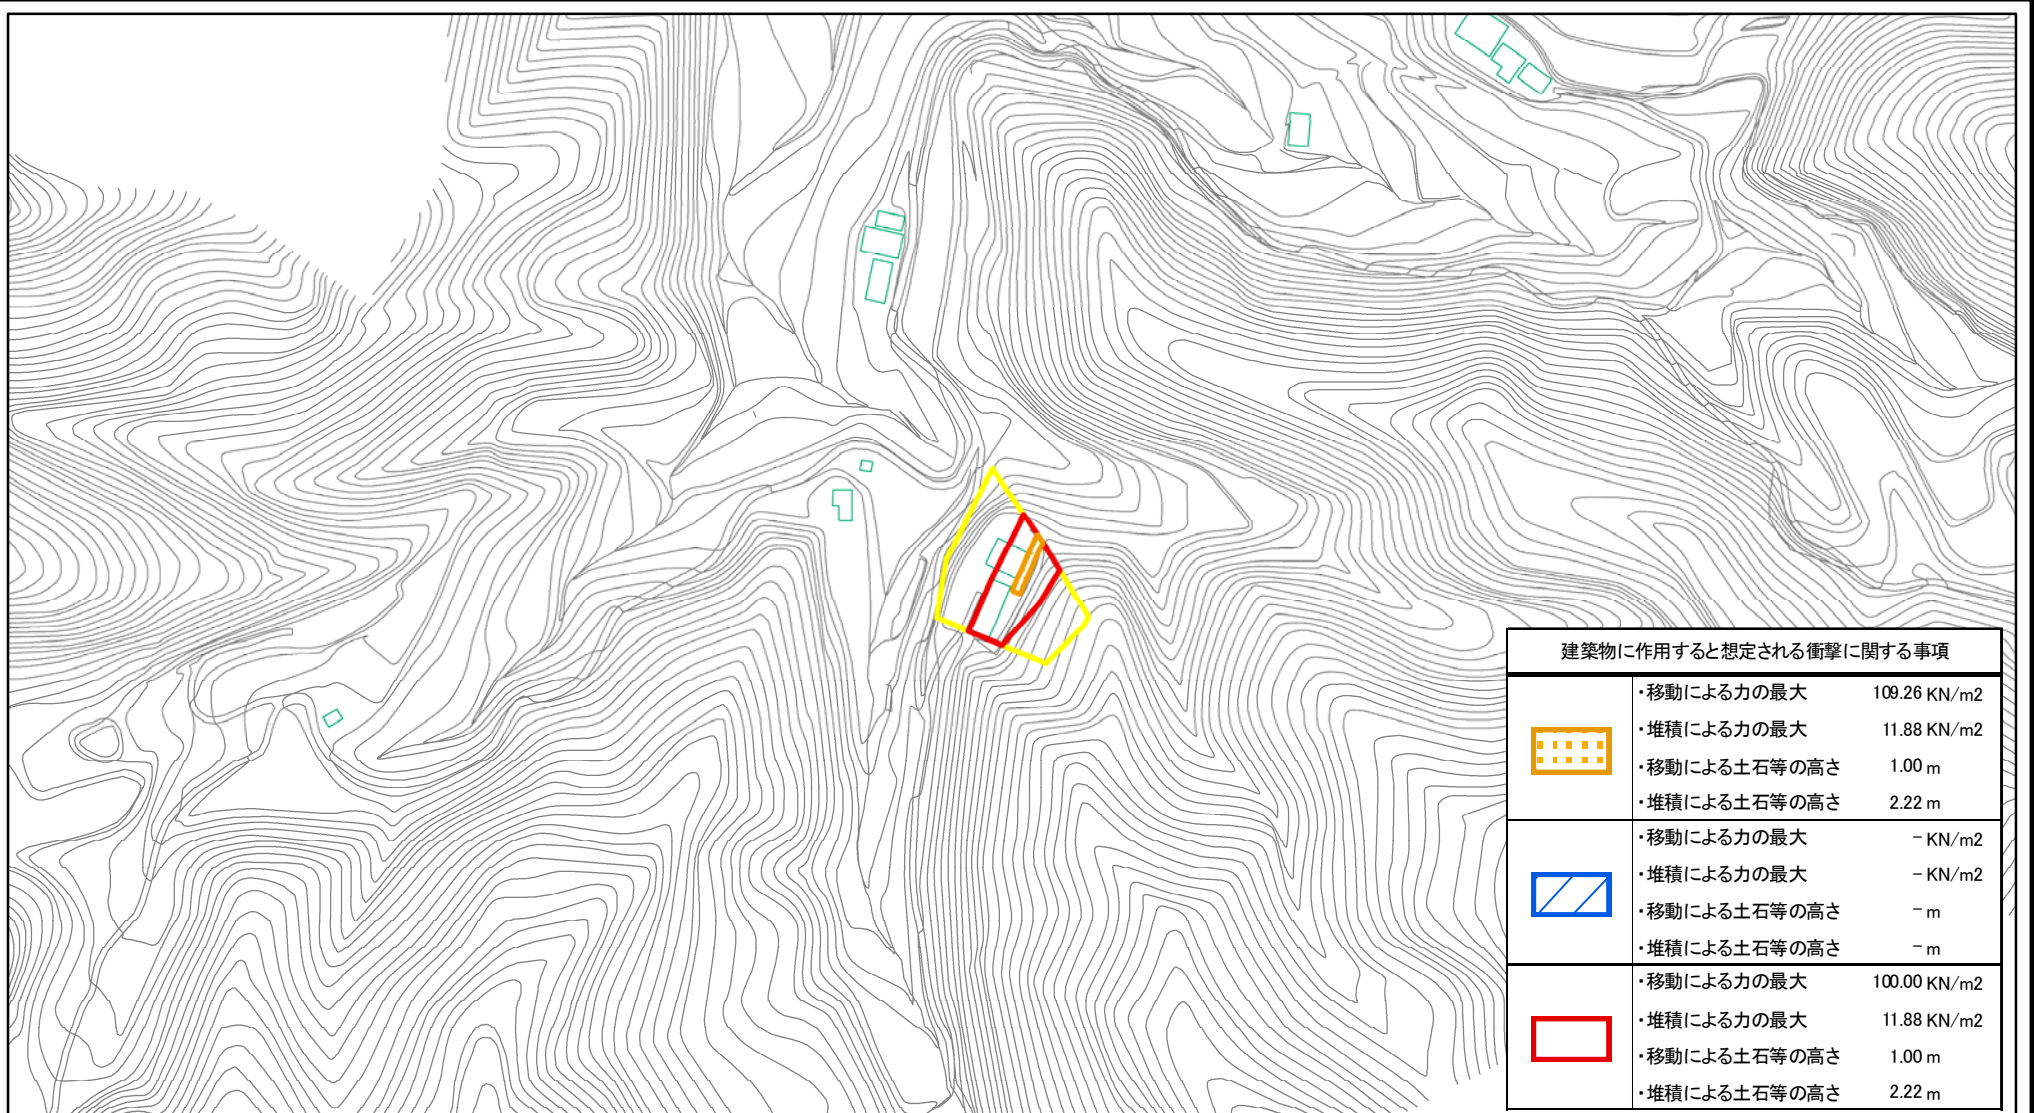 建築物に作用すると想定される衝撃に関する事項
・移動による力の最大 109.26 KN/m2
・堆積による力の最大 11.88 KN/m2
・移動による土石等の高さ 1.00 m
・堆積による土石等の高さ 2.22 m
・移動による力の最大 - KN/m2
・堆積による力の最大 - KN/m2
・移動による土石等の高さ - m
・堆積による土石等の高さ - m
・移動による力の最大 100.00 KN/m2
・堆積による力の最大 11.88 KN/m2
・移動による土石等の高さ 1.00 m
・堆積による土石等の高さ 2.22 m